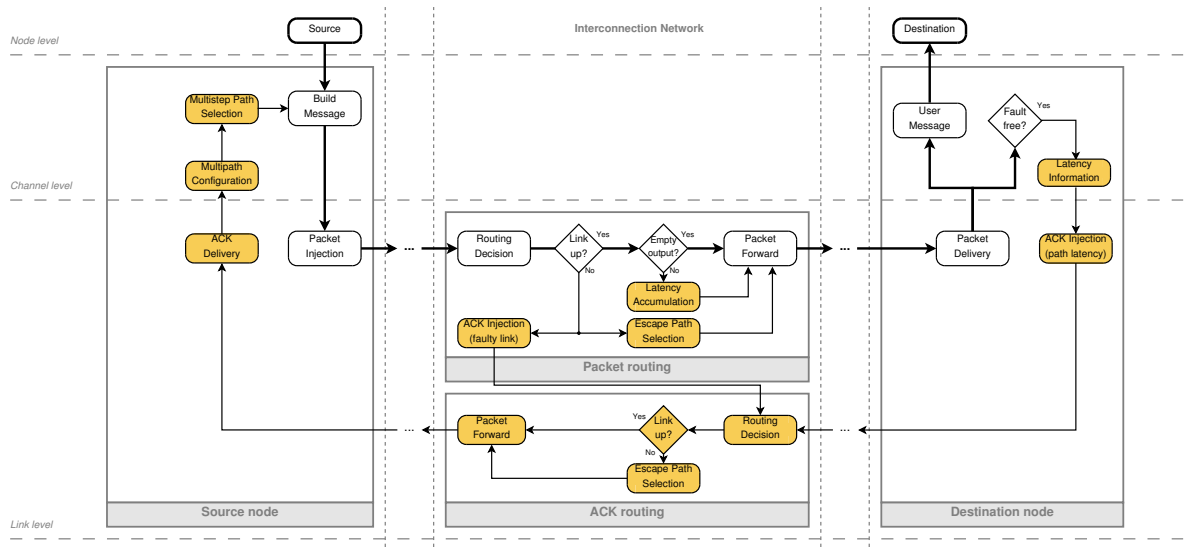 Source
Interconnection Network
Destination
Node level
Multistep Path
Selection
Build
Message
User
Message
Fault
free?
Yes
Multipath
Configuration
Latency
Information
Channel level
ACK
Delivery
Packet
Injection
...
Routing
Decision
Link
up?
Yes
No
Empty
output?
Yes
No
Packet
Forward
...
Packet
Delivery
ACK Injection
(path latency)
Latency
Accumulation
ACK Injection
(faulty link)
Escape Path
Selection
Packet routing
...
Packet
Forward
Yes
Link
up?
No
Routing
Decision
...
Escape Path
Selection
Source node
ACK routing
Destination node
Link level